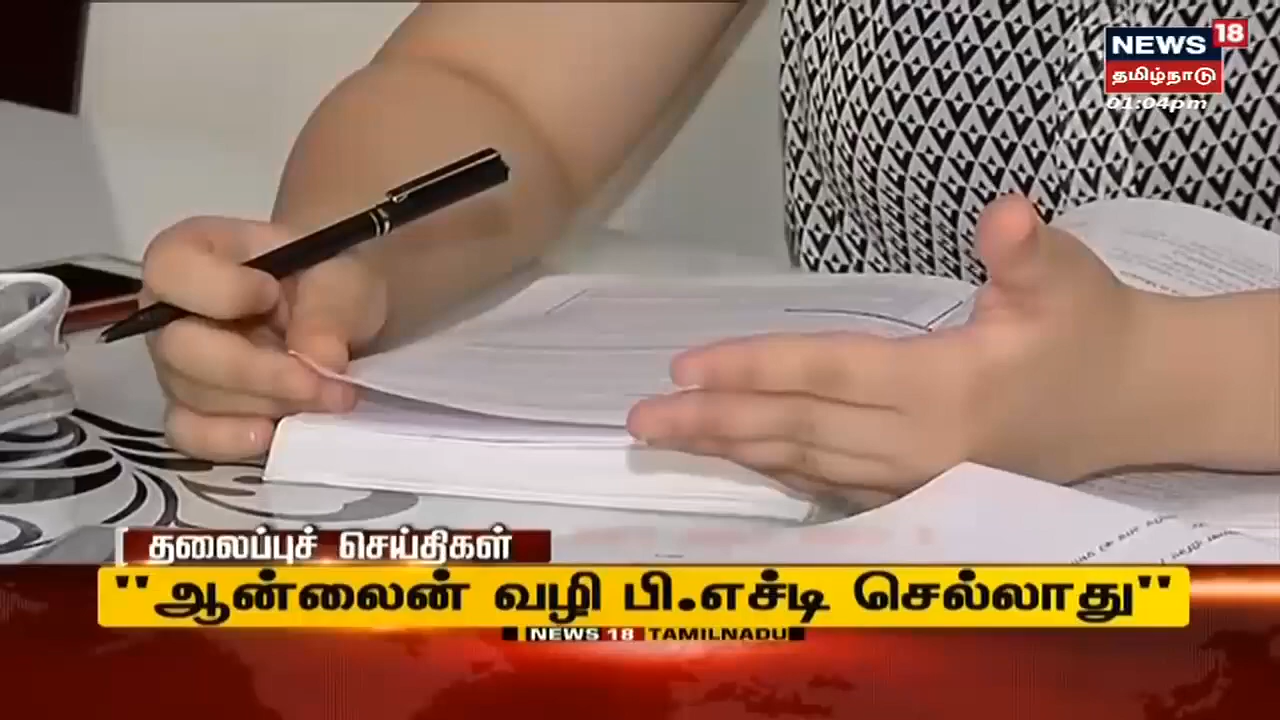 NEWS 18
தமிழ்நாடு
01:04pm
தலைப்புச் செய்திகள்
"ஆன்லைன் வழி பி.எச்டி செல்லாது"
NEWS 18 TAMILNADU